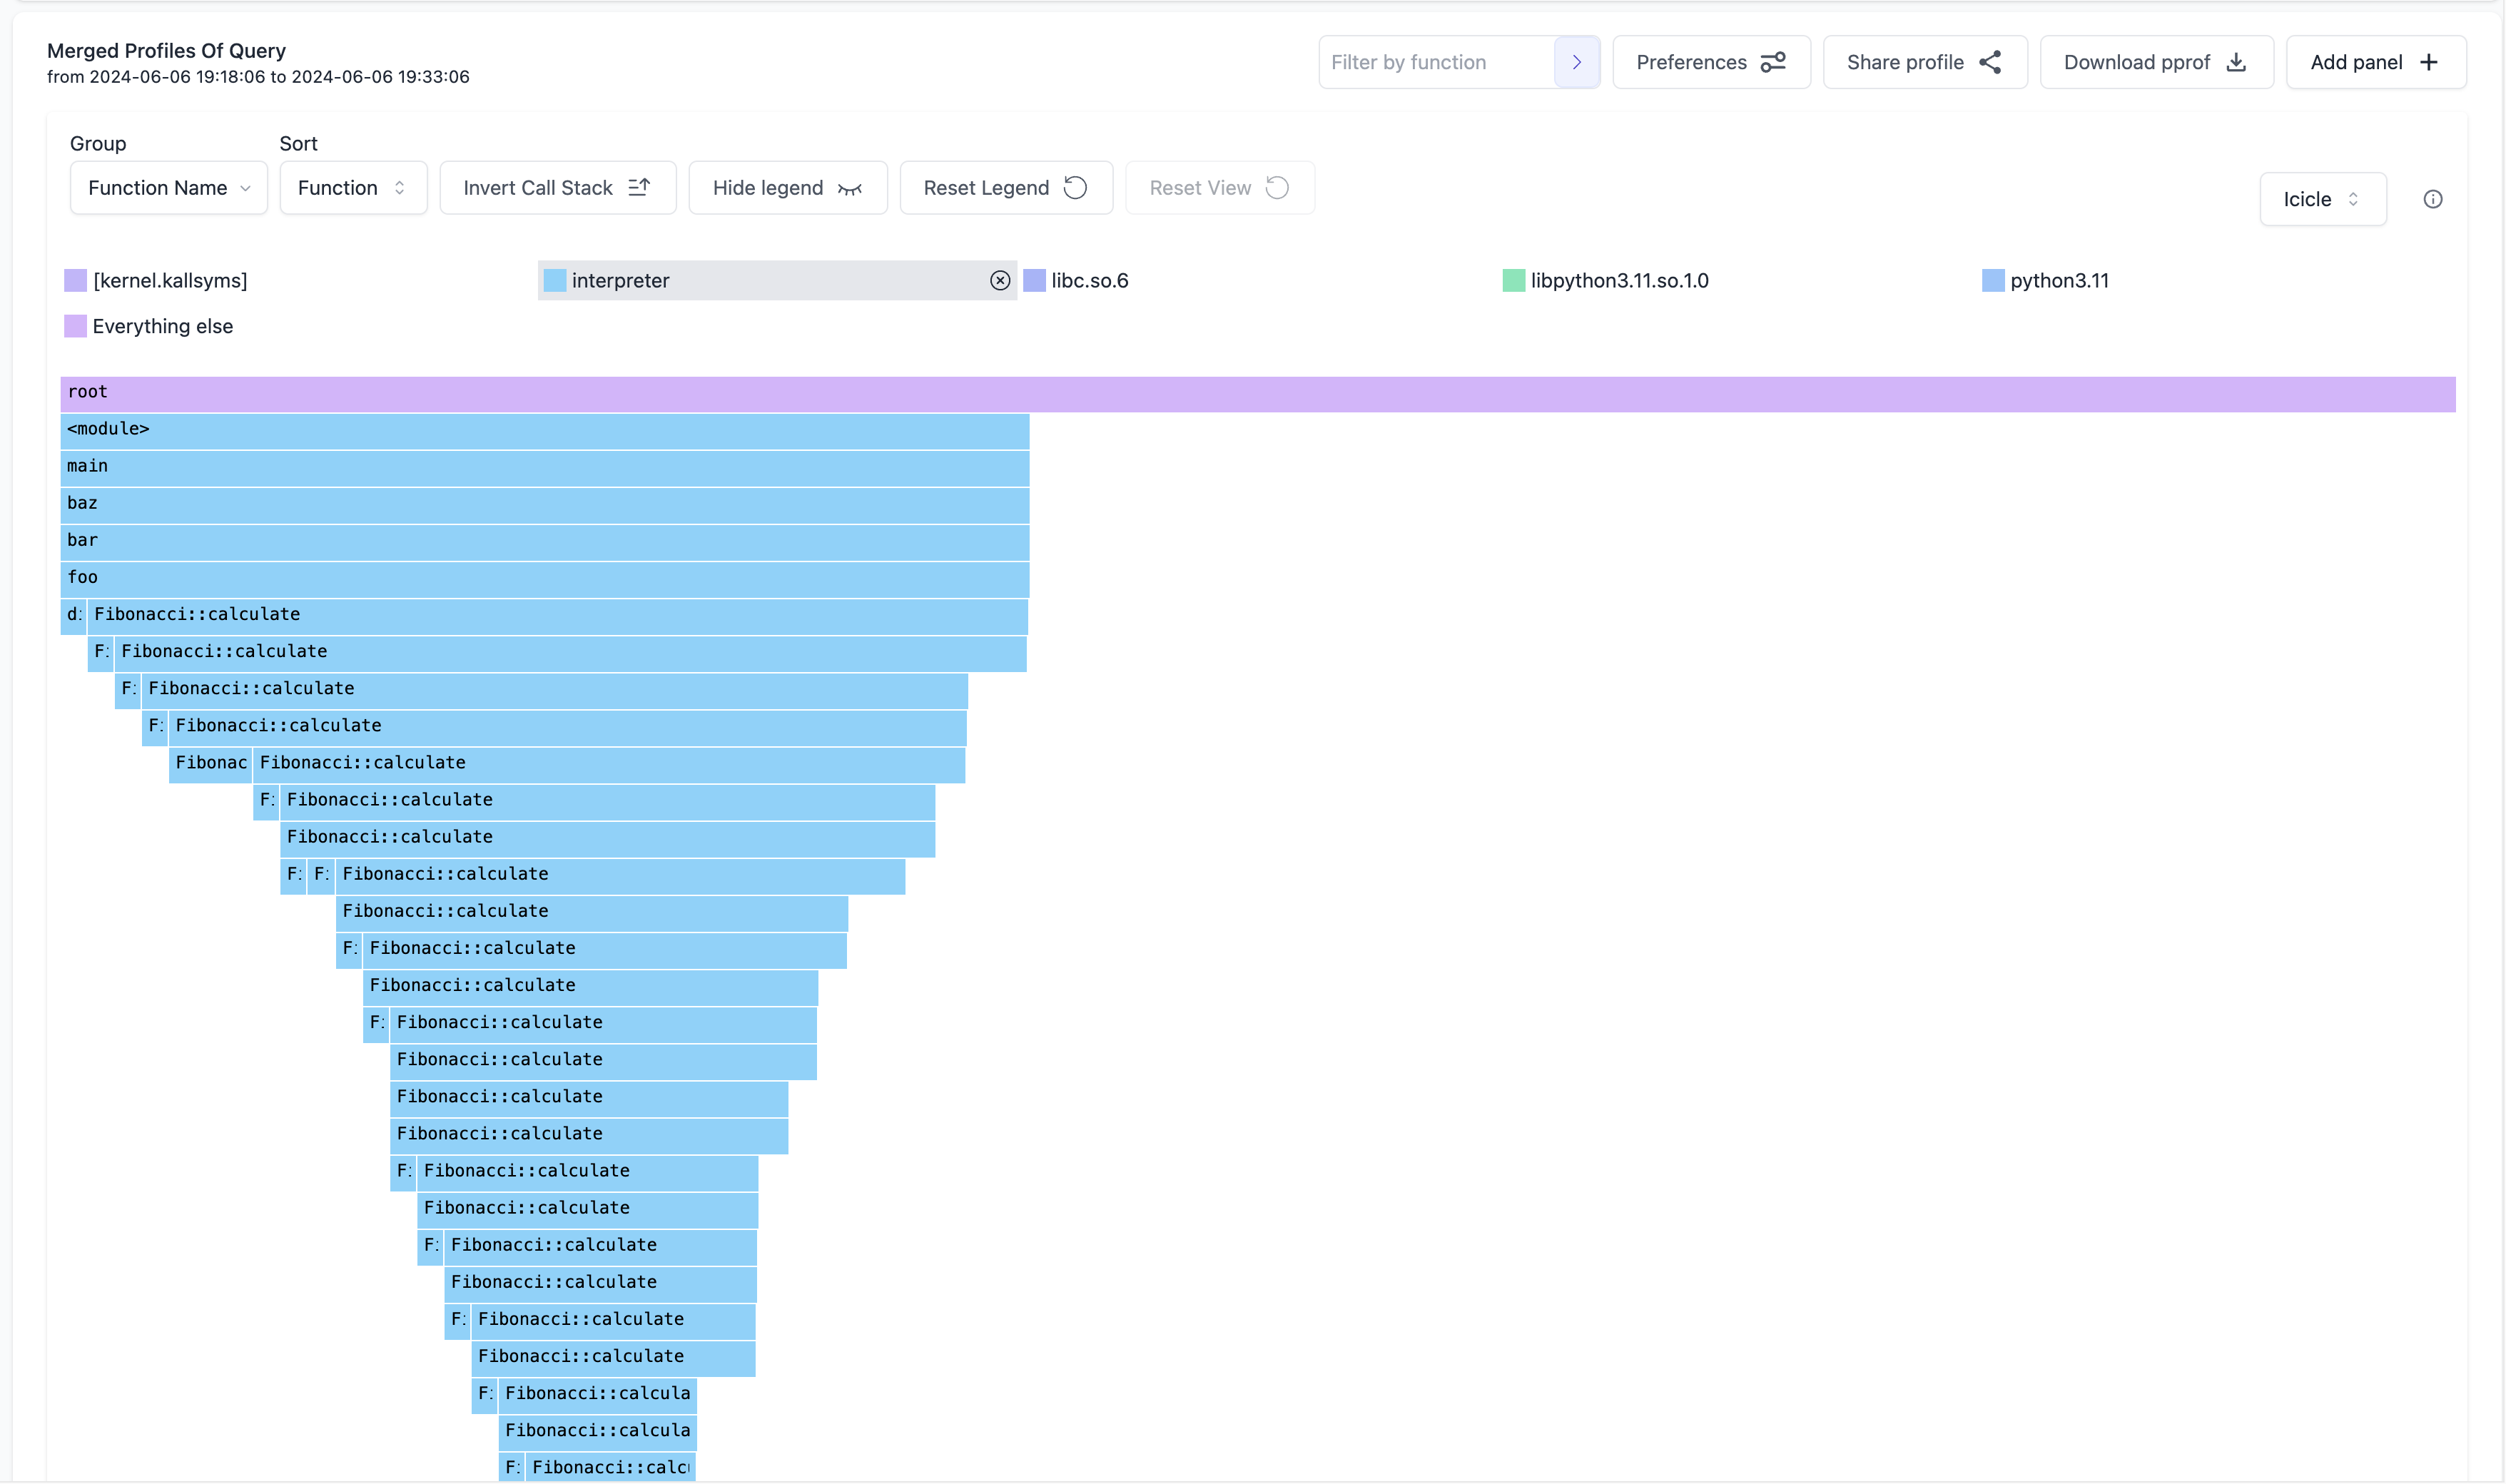 Merged Profiles Of Query
from 2024-06-06 19:18:06 to 2024-06-06 19:33:06
Filter by function
Preferences
Share profile
Download pprof
Add panel
Group
Sort
Function Name
Function
Invert Call Stack
Hide legend
Reset Legend
Reset View
Icicle
[kernel.kallsyms]
interpreter
libc.so.6
libpython3.11.so.1.0
python3.11
Everything else
root
<module>
main
baz
bar
foo
d: Fibonacci::calculate
F: Fibonacci::calculate
F: Fibonacci::calculate
F: Fibonacci::calculate
Fibonac Fibonacci::calculate
F: Fibonacci::calculate
Fibonacci::calculate
F: F: Fibonacci::calculate
Fibonacci::calculate
F: Fibonacci::calculate
Fibonacci::calculate
F: Fibonacci::calculate
Fibonacci::calculate
Fibonacci::calculate
Fibonacci::calculate
F: Fibonacci::calculate
Fibonacci::calculate
F: Fibonacci::calculate
Fibonacci::calculate
F: Fibonacci::calculate
Fibonacci::calculate
F: Fibonacci::calcula
Fibonacci::calcula
F: Fibonacci::calc